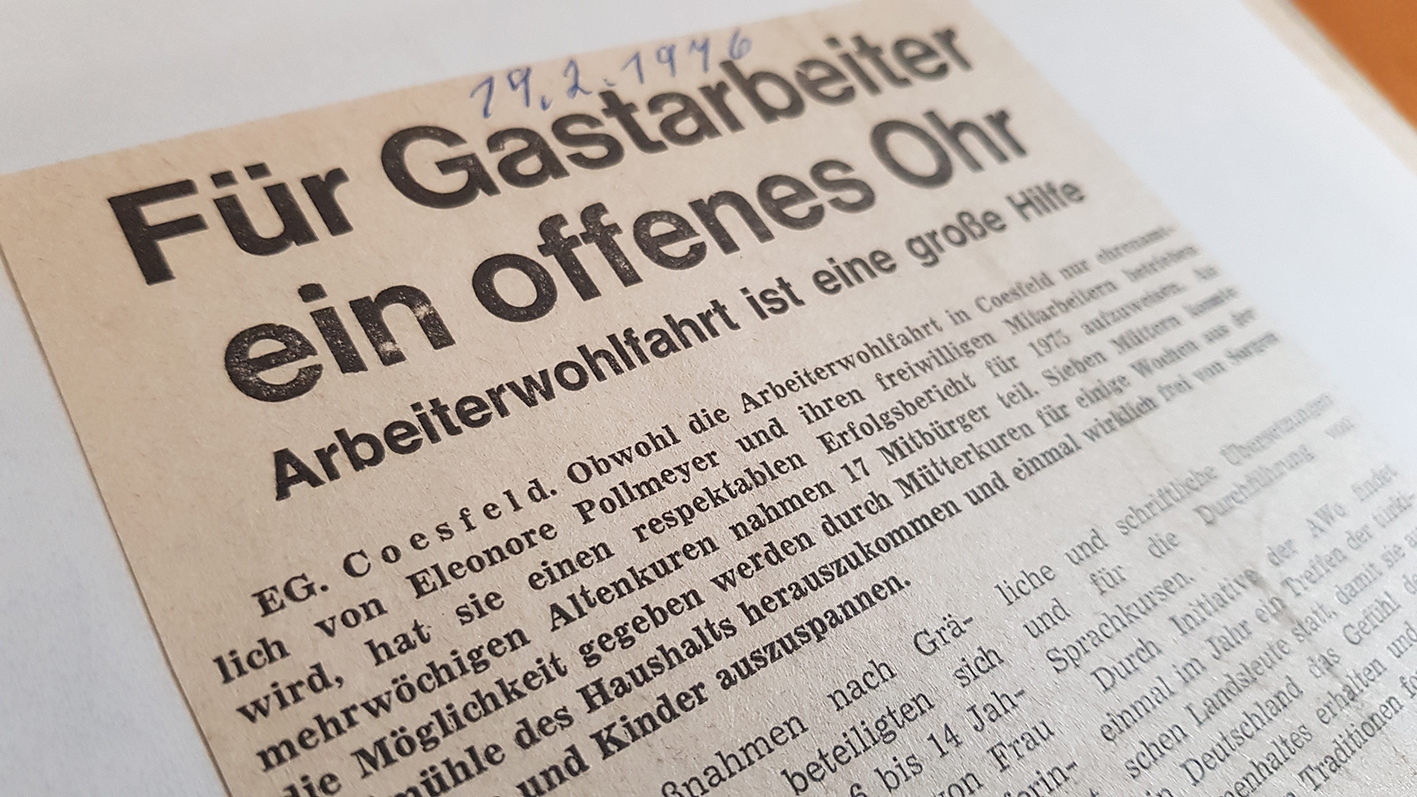 19.2.1976
Für Gastarbeiter
ein offenes Ohr
Arbeiterwohlfahrt ist eine große Hilfe
EG. Coesfeld. Obwohl die Arbeiterwohlfahrt in Coesfeld nur ehrenamt-
lich von Eleonore Pollmeyer und ihren freiwilligen Mitarbeitern betrieben
wird, hat sie einen respektablen Erfolgsbericht für 1975 aufzuweisen. An
mehrwöchigen Altenkuren nahmen 17 Mitbürger teil. Sieben Müttern konnte
die Möglichkeit gegeben werden durch Mütterkuren für einige Wochen aus der
mühle des Haushalts herauszukommen und einmal wirklich frei von Sorgen
und Kinder auszuspannen.
ßnahmen nach Grä-
beteiligten sich
6 bis 14 Jah-
von Frau
liche und schriftliche Übersetzungen
und für die Durchführung von
Sprachkursen.
Durch Initiative der AWo findet
einmal im Jahr ein Treffen der türki-
schen Landsleute statt, damit sie
in Deutschland das Gefühl
erhalten und
Traditionen